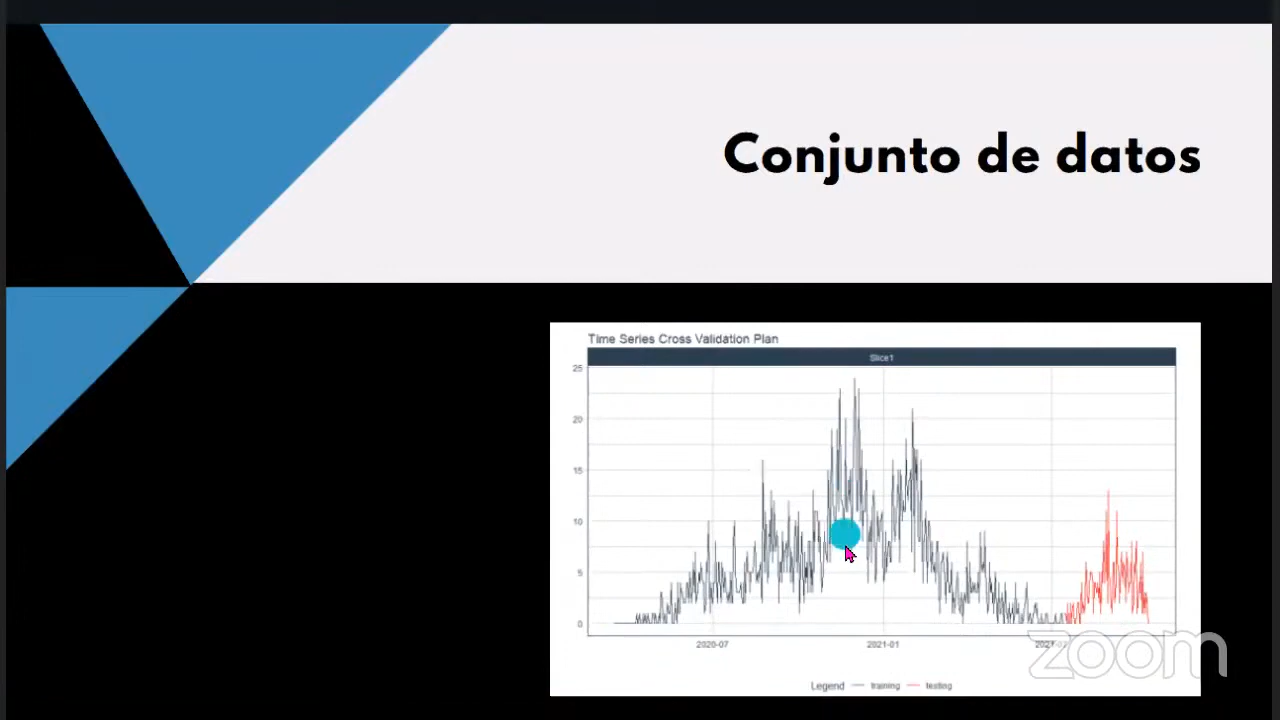 Conjunto de datos
Time Series Cross Validation Plan
Slice1
25
20
15
10
5
0
2020-07
2021-01
Legend
training
testing
zoom